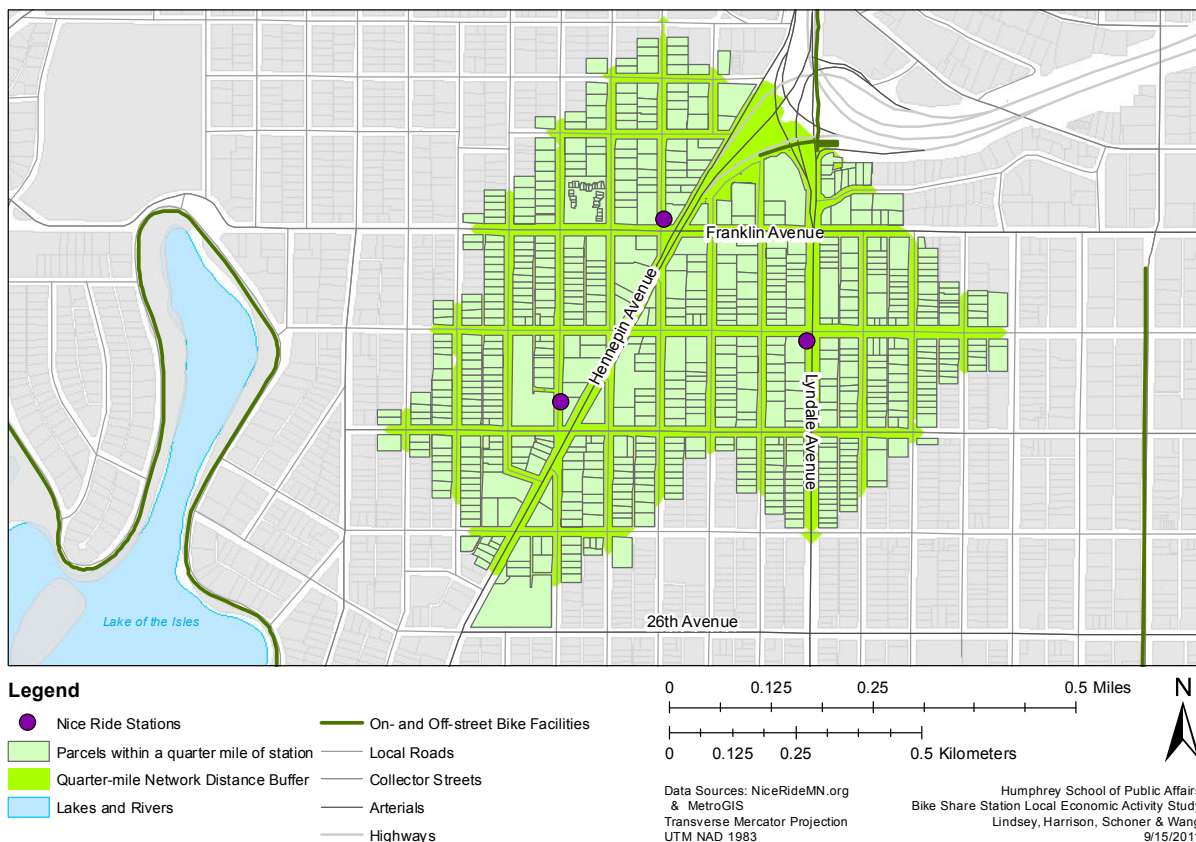 Franklin Avenue
Hennepin Avenue
Lyndale Avenue
26th Avenue
Lake of the Isles
Legend
Nice Ride Stations
Parcels within a quarter mile of station
Quarter-mile Network Distance Buffer
Lakes and Rivers
On- and Off-street Bike Facilities
Local Roads
Collector Streets
Arterials
Highways
0 0.125 0.25 0.5 Miles
0 0.125 0.25 0.5 Kilometers
N
Data Sources: NiceRideMN.org
& MetroGIS
Transverse Mercator Projection
UTM NAD 1983
Humphrey School of Public Affairs
Bike Share Station Local Economic Activity Study
Lindsey, Harrison, Schoner & Wang